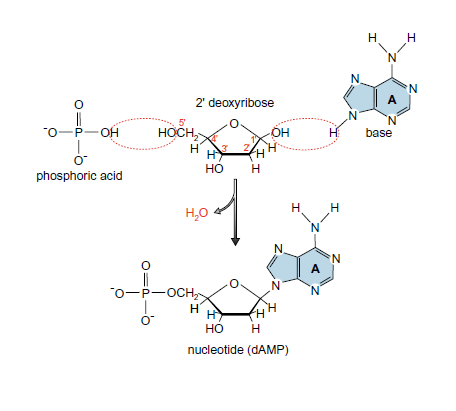 H H
N
2' deoxyribose
N N
A
N N
O
⁻O–P–OH
O⁻
HOCH₂ 5'
O
OH
4' 1'
H H
3' 2'
H H
HO H
H
base
phosphoric acid
H₂O
H H
N
N N
A
N N
O
⁻O–P–OCH₂
O⁻
O
H H
H H
HO H
nucleotide (dAMP)